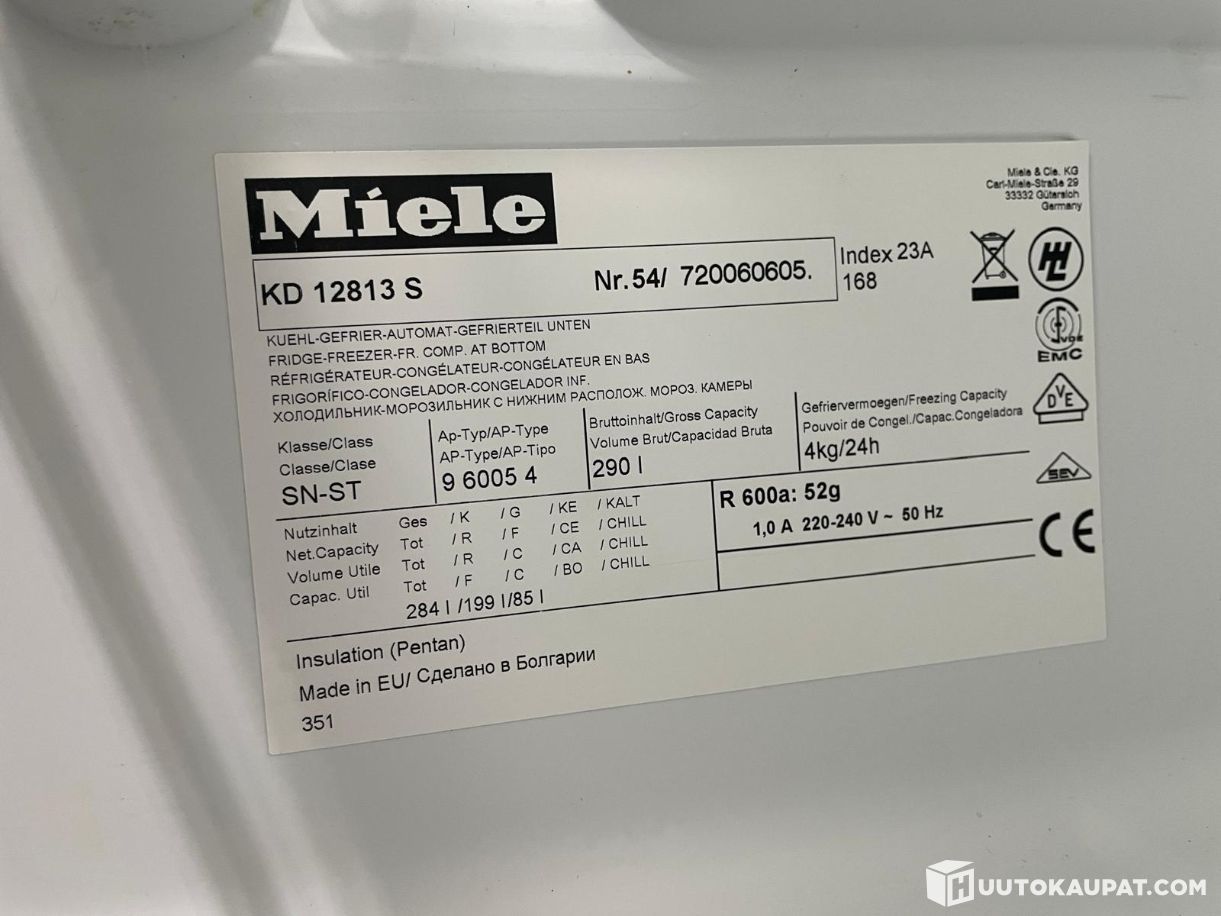 Miele
Miele & Cie. KG
Carl-Miele-Straße 29
33332 Gütersloh
Germany
KD 12813 S Nr.54/ 720060605.
Index 23A
168
KUEHL-GEFRIER-AUTOMAT-GEFRIERTEIL UNTEN
FRIDGE-FREEZER-FR. COMP. AT BOTTOM
RÉFRIGÉRATEUR-CONGÉLATEUR-CONGÉLATEUR EN BAS
FRIGORÍFICO-CONGELADOR-CONGELADOR INF.
ХОЛОДИЛЬНИК-МОРОЗИЛЬНИК С НИЖНИМ РАСПОЛОЖ. МОРОЗ. КАМЕРЫ
Klasse/Class
Classe/Clase
SN-ST
Ap-Typ/AP-Type
AP-Type/AP-Tipo
9 6005 4
Bruttoinhalt/Gross Capacity
Volume Brut/Capacidad Bruta
290 l
Gefriervermoegen/Freezing Capacity
Pouvoir de Congel./Capac.Congeladora
4kg/24h
Nutzinhalt Ges / K / G / KE / KALT
Net.Capacity Tot / R / F / CE / CHILL
Volume Utile Tot / R / C / CA / CHILL
Capac. Util Tot / F / C / BO / CHILL
284 l /199 l/85 l
R 600a: 52g
1,0 A 220-240 V ~ 50 Hz
VDE
EMC
DVE
SEV
CE
Insulation (Pentan)
Made in EU/ Сделано в Болгарии
351
HUUTOKAUPAT.COM